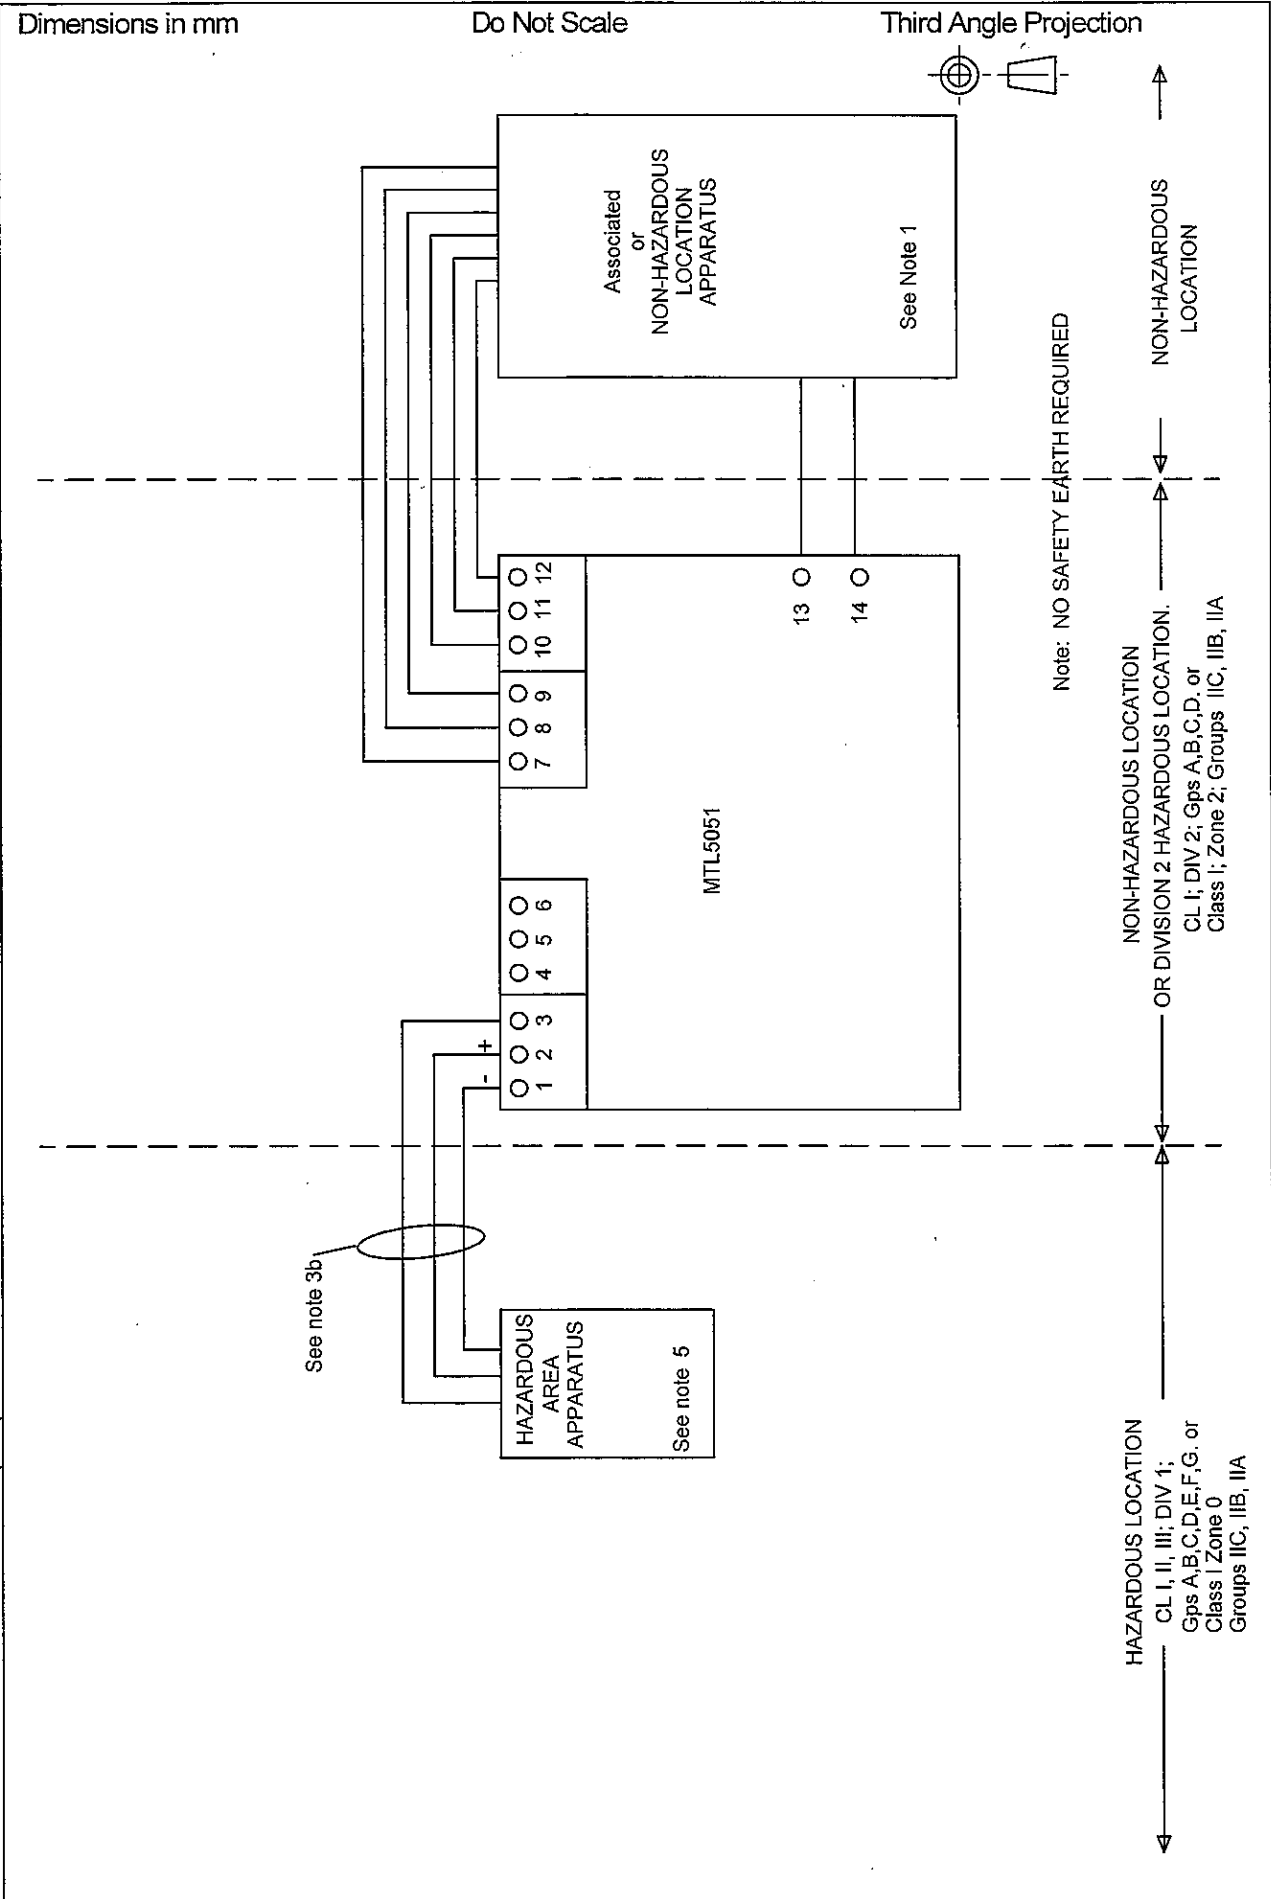 Dimensions in mm
Do Not Scale
Third Angle Projection
See note 3b
HAZARDOUS
AREA
APPARATUS
See note 5
-
+
1 2 3 4 5 6
7 8 9 10 11 12
MTL5051
13
14
Associated
or
NON-HAZARDOUS
LOCATION
APPARATUS
See Note 1
Note: NO SAFETY EARTH REQUIRED
HAZARDOUS LOCATION
CL I, II, III; DIV 1;
Gps A,B,C,D,E,F,G. or
Class I Zone 0
Groups IIC, IIB, IIA
NON-HAZARDOUS LOCATION
OR DIVISION 2 HAZARDOUS LOCATION.
CL I; DIV 2; Gps A,B,C,D. or
Class I; Zone 2; Groups IIC, IIB, IIA
NON-HAZARDOUS
LOCATION